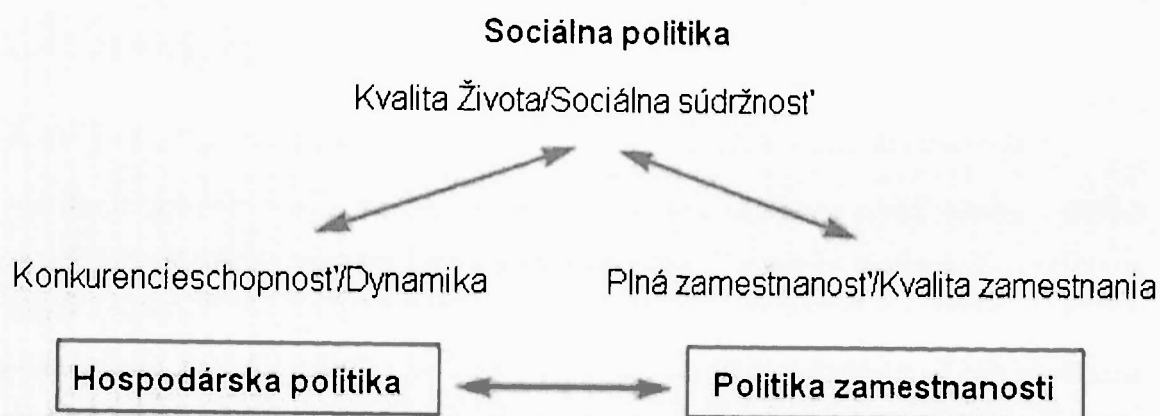 Sociálna politika
Kvalita Života/Sociálna súdržnosť
Konkurencieschopnosť/Dynamika
Plná zamestnanosť/Kvalita zamestnania
Hospodárska politika
Politika zamestnanosti